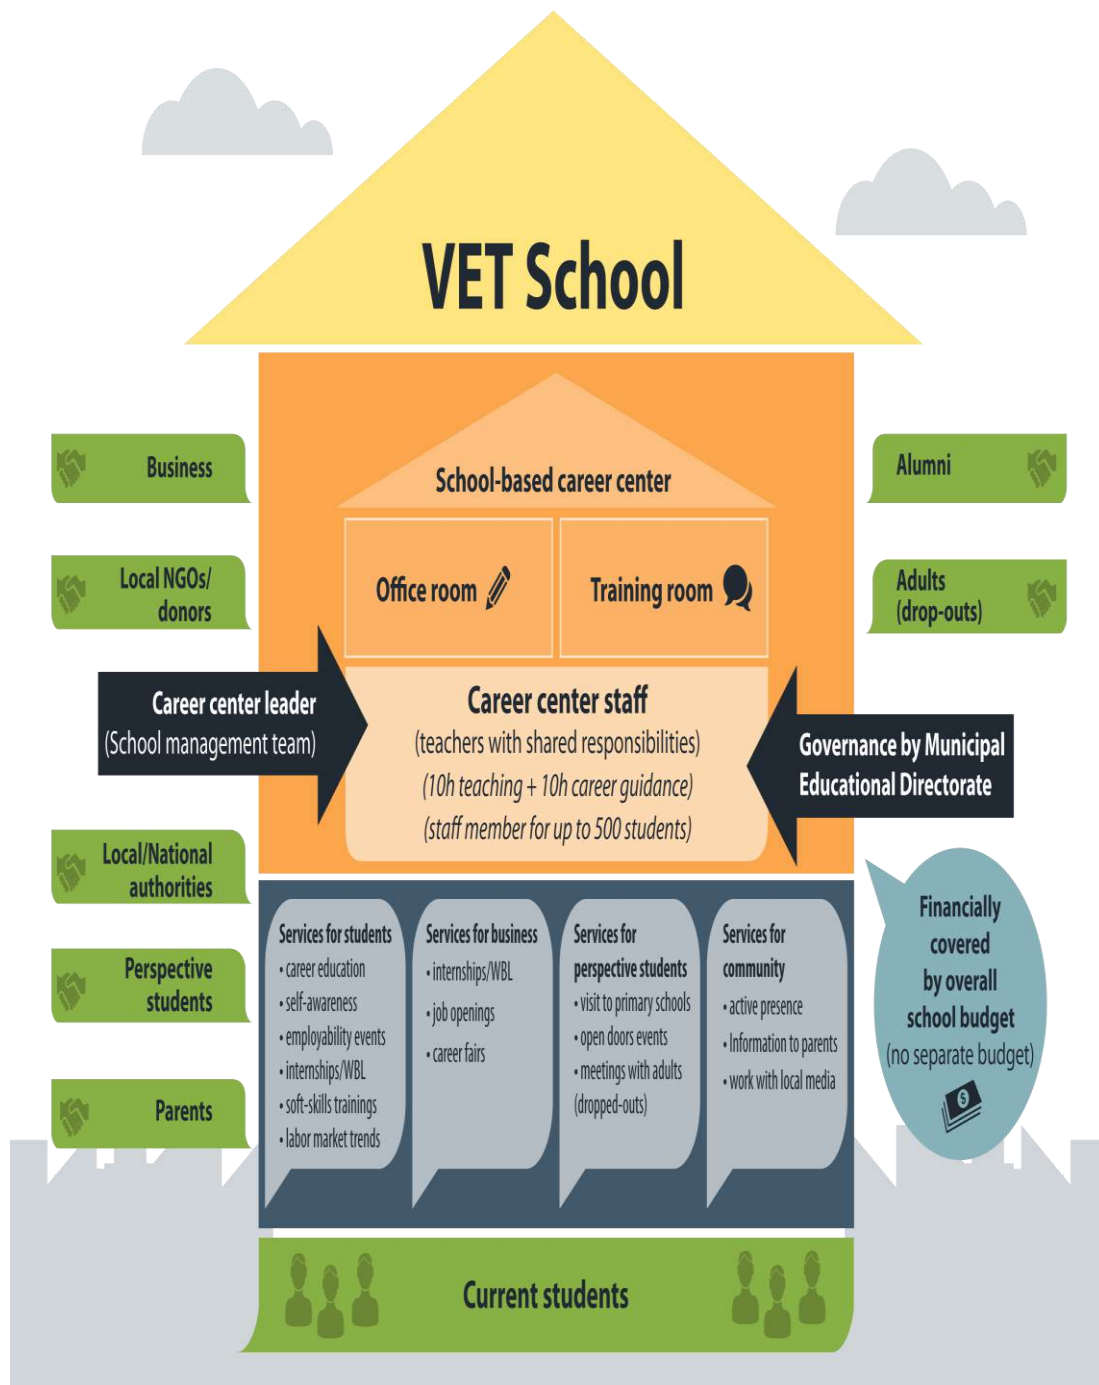 VET School
School-based career center
Office room
Training room
Career center staff
(teachers with shared responsibilities)
(10h teaching + 10h career guidance)
(staff member for up to 500 students)
Business
Local NGOs/
donors
Career center leader
(School management team)
Local/National
authorities
Perspective
students
Parents
Alumni
Adults
(drop-outs)
Governance by Municipal
Educational Directorate
Financially
covered
by overall
school budget
(no separate budget)
$
Services for students
• career education
• self-awareness
• employability events
• internships/WBL
• soft-skills trainings
• labor market trends
Services for business
• internships/WBL
• job openings
• career fairs
Services for
perspective students
• visit to primary schools
• open doors events
• meetings with adults
(dropped-outs)
Services for
community
• active presence
• Information to parents
• work with local media
Current students